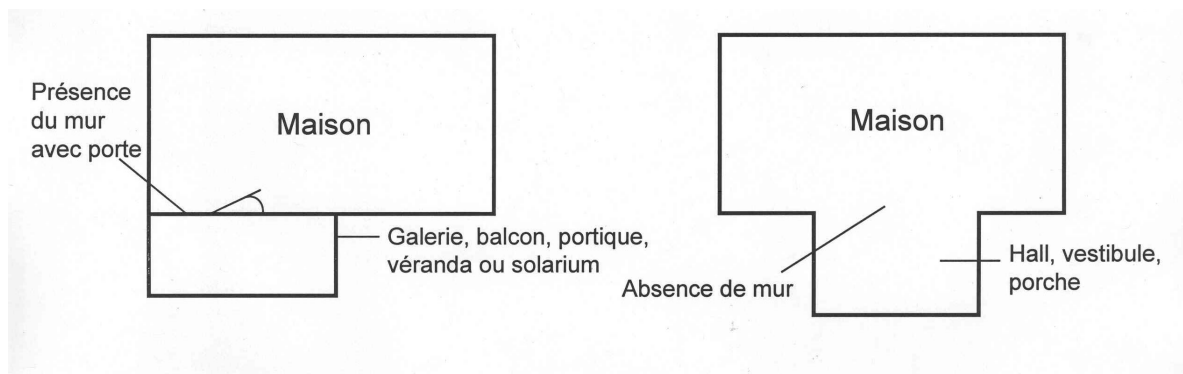 Présence
du mur
avec porte
Maison
Galerie, balcon, portique,
véranda ou solarium
Maison
Absence de mur
Hall, vestibule,
porche